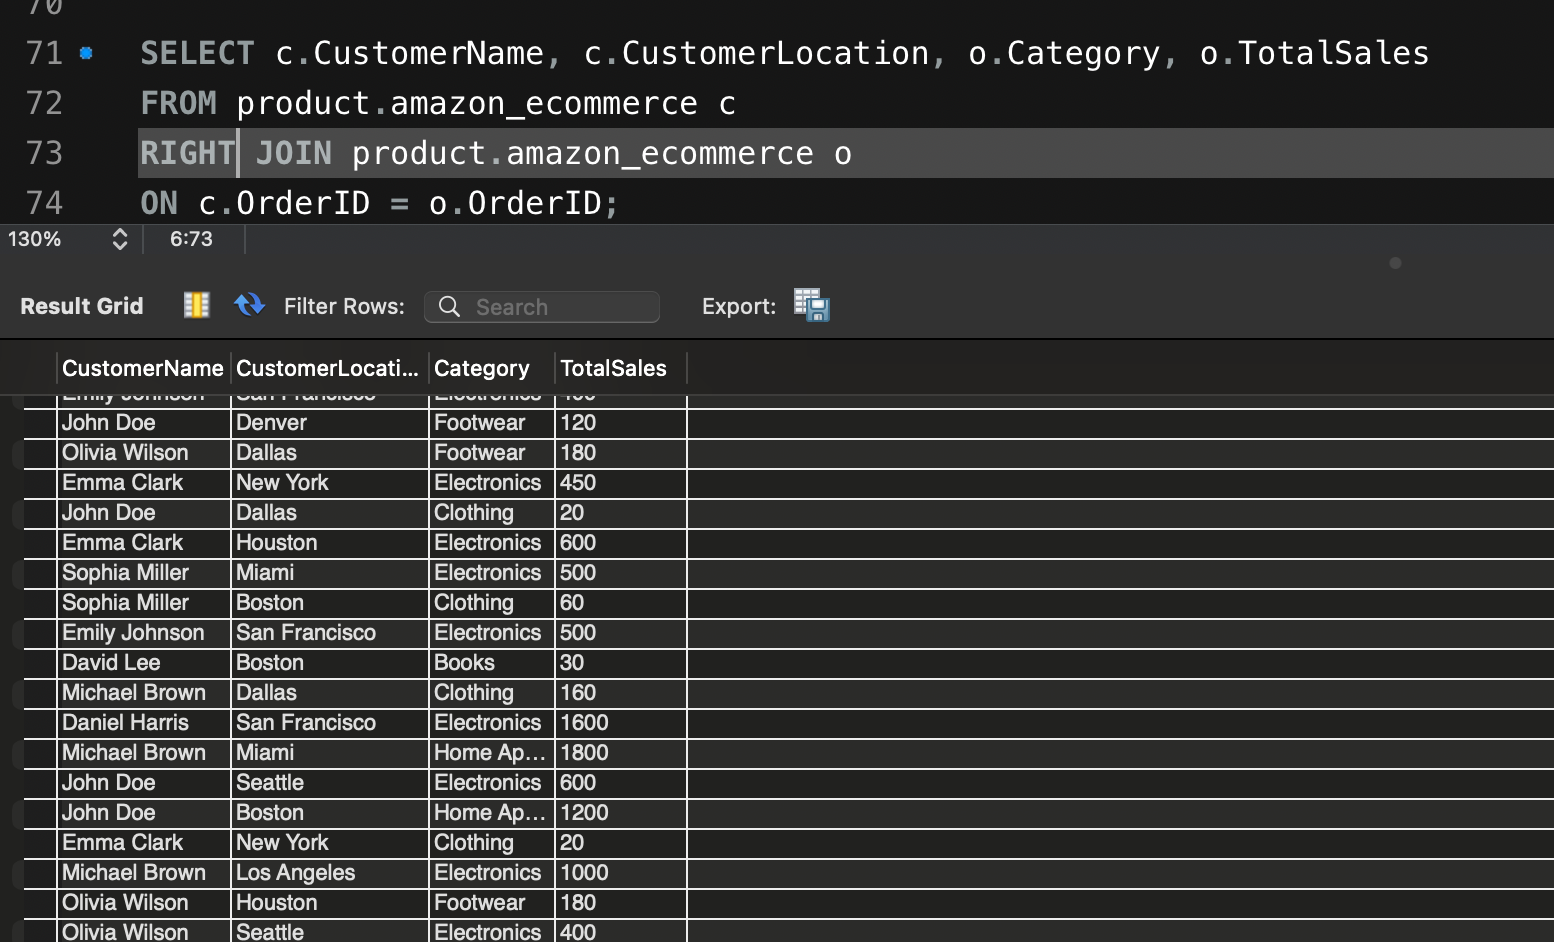 70
71 SELECT c.CustomerName, c.CustomerLocation, o.Category, o.TotalSales
72 FROM product.amazon_ecommerce c
73 RIGHT JOIN product.amazon_ecommerce o
74 ON c.OrderID = o.OrderID;
130% 6:73
Result Grid Filter Rows: Search Export:
CustomerName CustomerLocati... Category TotalSales
Emily Johnson San Francisco Electronics
John Doe Denver Footwear 120
Olivia Wilson Dallas Footwear 180
Emma Clark New York Electronics 450
John Doe Dallas Clothing 20
Emma Clark Houston Electronics 600
Sophia Miller Miami Electronics 500
Sophia Miller Boston Clothing 60
Emily Johnson San Francisco Electronics 500
David Lee Boston Books 30
Michael Brown Dallas Clothing 160
Daniel Harris San Francisco Electronics 1600
Michael Brown Miami Home Ap... 1800
John Doe Seattle Electronics 600
John Doe Boston Home Ap... 1200
Emma Clark New York Clothing 20
Michael Brown Los Angeles Electronics 1000
Olivia Wilson Houston Footwear 180
Olivia Wilson Seattle Electronics 400